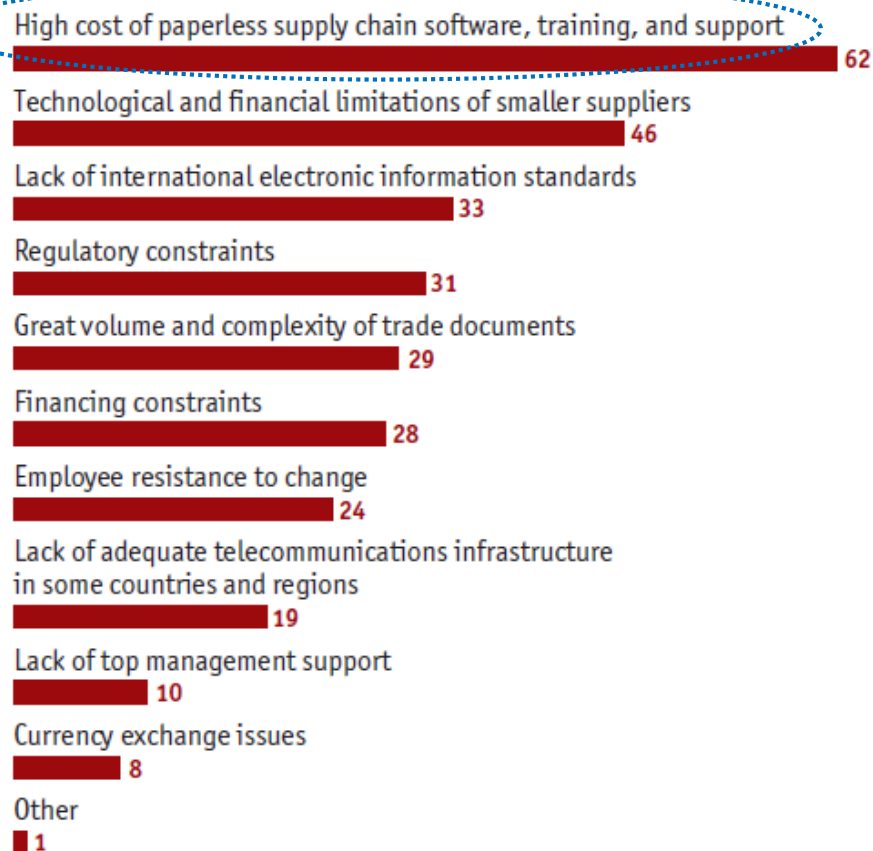 High cost of paperless supply chain software, training, and support
62
Technological and financial limitations of smaller suppliers
46
Lack of international electronic information standards
33
Regulatory constraints
31
Great volume and complexity of trade documents
29
Financing constraints
28
Employee resistance to change
24
Lack of adequate telecommunications infrastructure
in some countries and regions
19
Lack of top management support
10
Currency exchange issues
8
Other
1